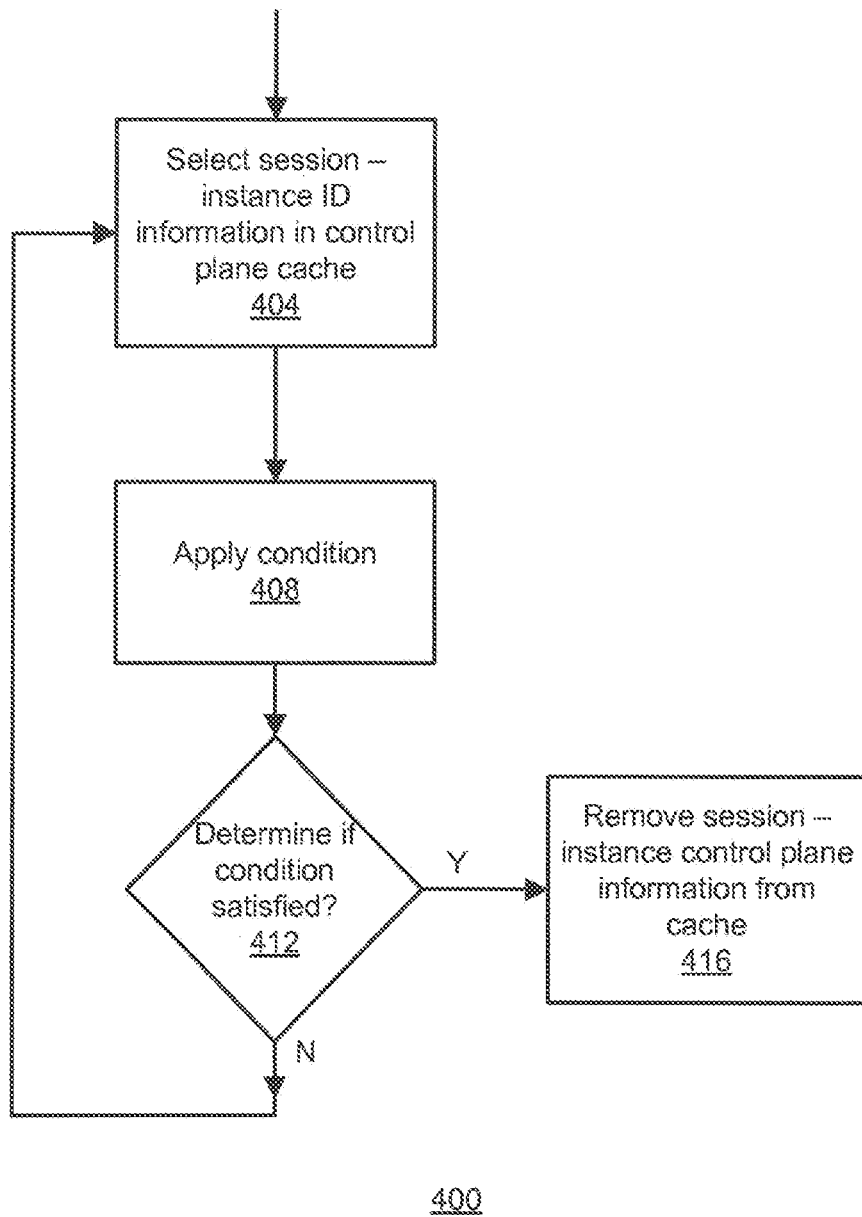 Select session –
instance ID
information in control
plane cache
404
Apply condition
408
Determine if
condition
satisfied?
412
Y
N
Remove session –
instance control plane
information from
cache
416
400